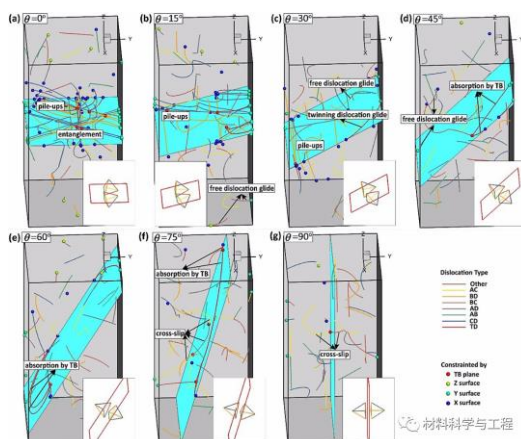 (a) θ=0°
pile-ups
entanglement
Z
Y
X
(b) θ=15°
pile-ups
free dislocation glide
Z
Y
X
(c) θ=30°
free dislocation glide
twinning dislocation glide
pile-ups
Z
Y
X
(d) θ=45°
absorption by TB
free dislocation glide
Z
Y
X
(e) θ=60°
absorption by TB
Z
Y
(f) θ=75°
absorption by TB
cross-slip
Z
Y
(g) θ=90°
cross-slip
Z
Y
Dislocation Type
Other
AC
BD
BC
AD
AB
CD
TD
Constrainted by
TB plane
Z surface
Y surface
X surface
材料科学与工程